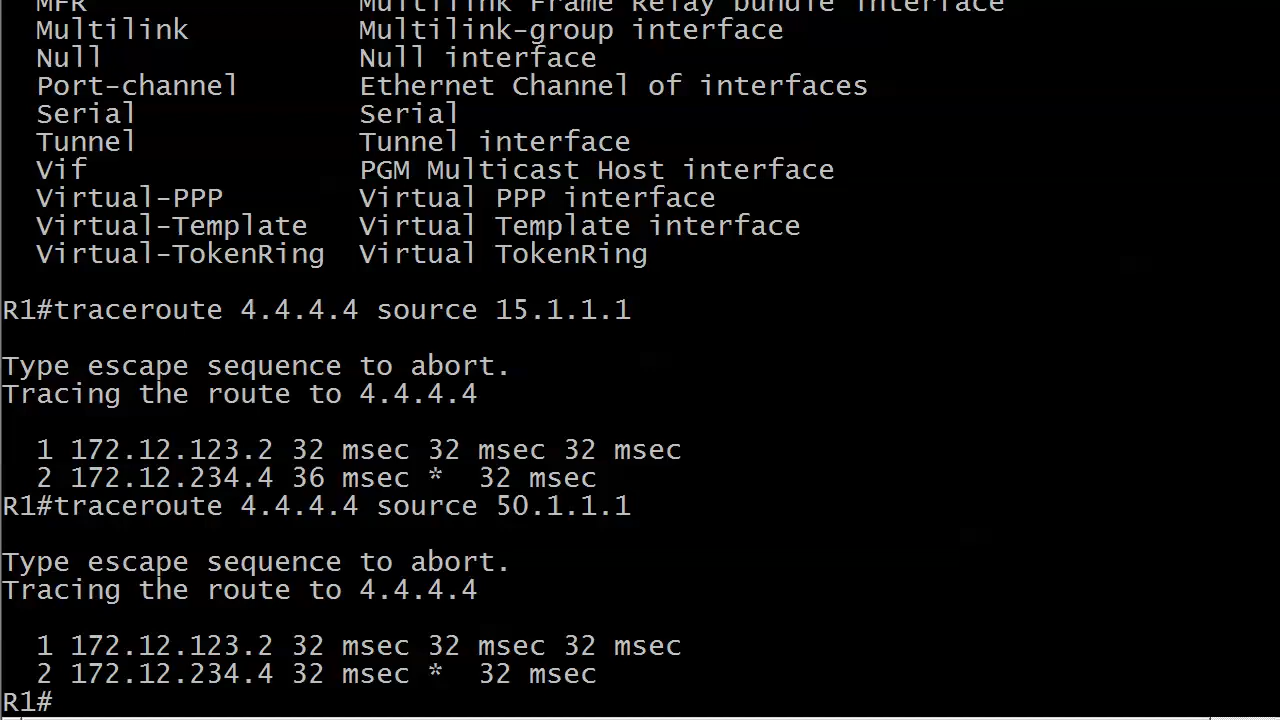 MFR Multilink Frame Relay bundle interface
Multilink Multilink-group interface
Null Null interface
Port-channel Ethernet Channel of interfaces
Serial Serial
Tunnel Tunnel interface
Vif PGM Multicast Host interface
Virtual-PPP Virtual PPP interface
Virtual-Template Virtual Template interface
Virtual-TokenRing Virtual TokenRing
R1#traceroute 4.4.4.4 source 15.1.1.1
Type escape sequence to abort.
Tracing the route to 4.4.4.4
1 172.12.123.2 32 msec 32 msec 32 msec
2 172.12.234.4 36 msec * 32 msec
R1#traceroute 4.4.4.4 source 50.1.1.1
Type escape sequence to abort.
Tracing the route to 4.4.4.4
1 172.12.123.2 32 msec 32 msec 32 msec
2 172.12.234.4 32 msec * 32 msec
R1#